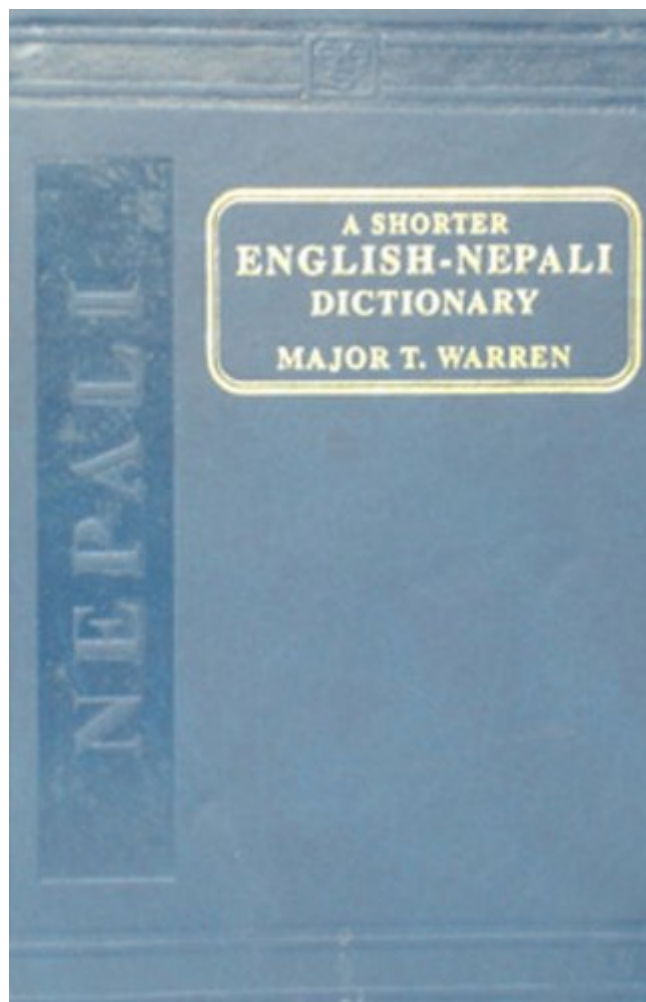 A SHORTER
ENGLISH-NEPALI
DICTIONARY
MAJOR T. WARREN
NEPALI